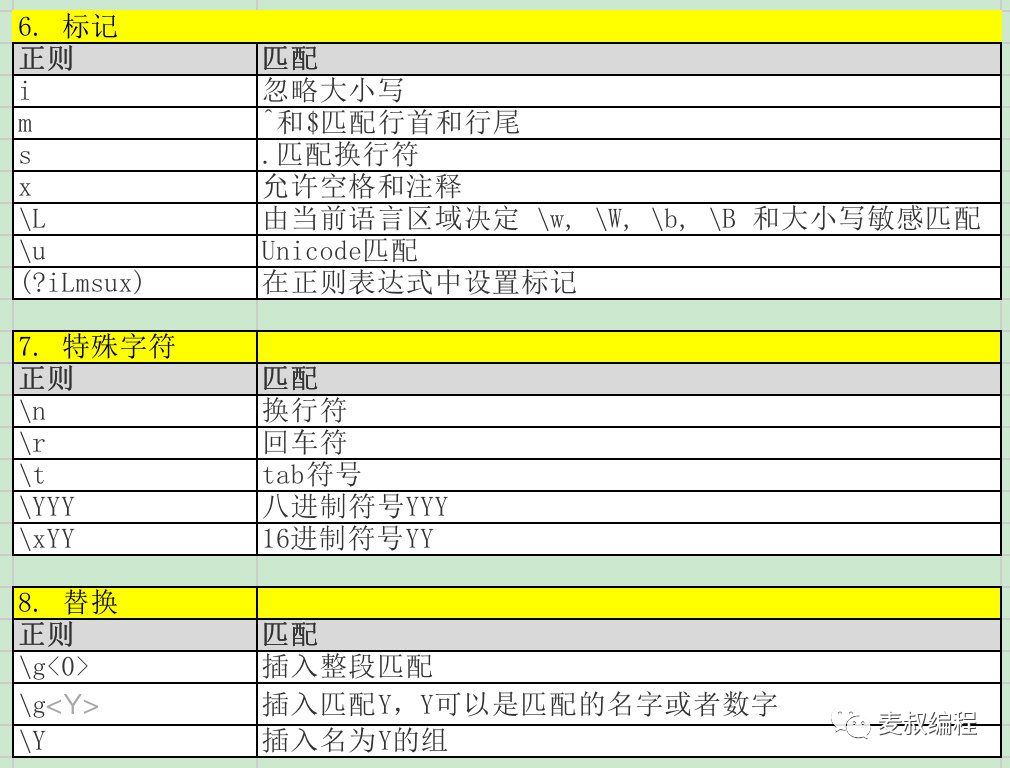 6. 标记
正则 匹配
i 忽略大小写
m ^和$匹配行首和行尾
s .匹配换行符
x 允许空格和注释
\L 由当前语言区域决定 \w, \W, \b, \B 和大小写敏感匹配
\u Unicode匹配
(?iLmsux) 在正则表达式中设置标记
7. 特殊字符
正则 匹配
\n 换行符
\r 回车符
\t tab符号
\YYY 八进制符号YYY
\xYY 16进制符号YY
8. 替换
正则 匹配
\g<0> 插入整段匹配
\g<Y> 插入匹配Y，Y可以是匹配的名字或者数字
\Y 插入名为Y的组
麦叔编程